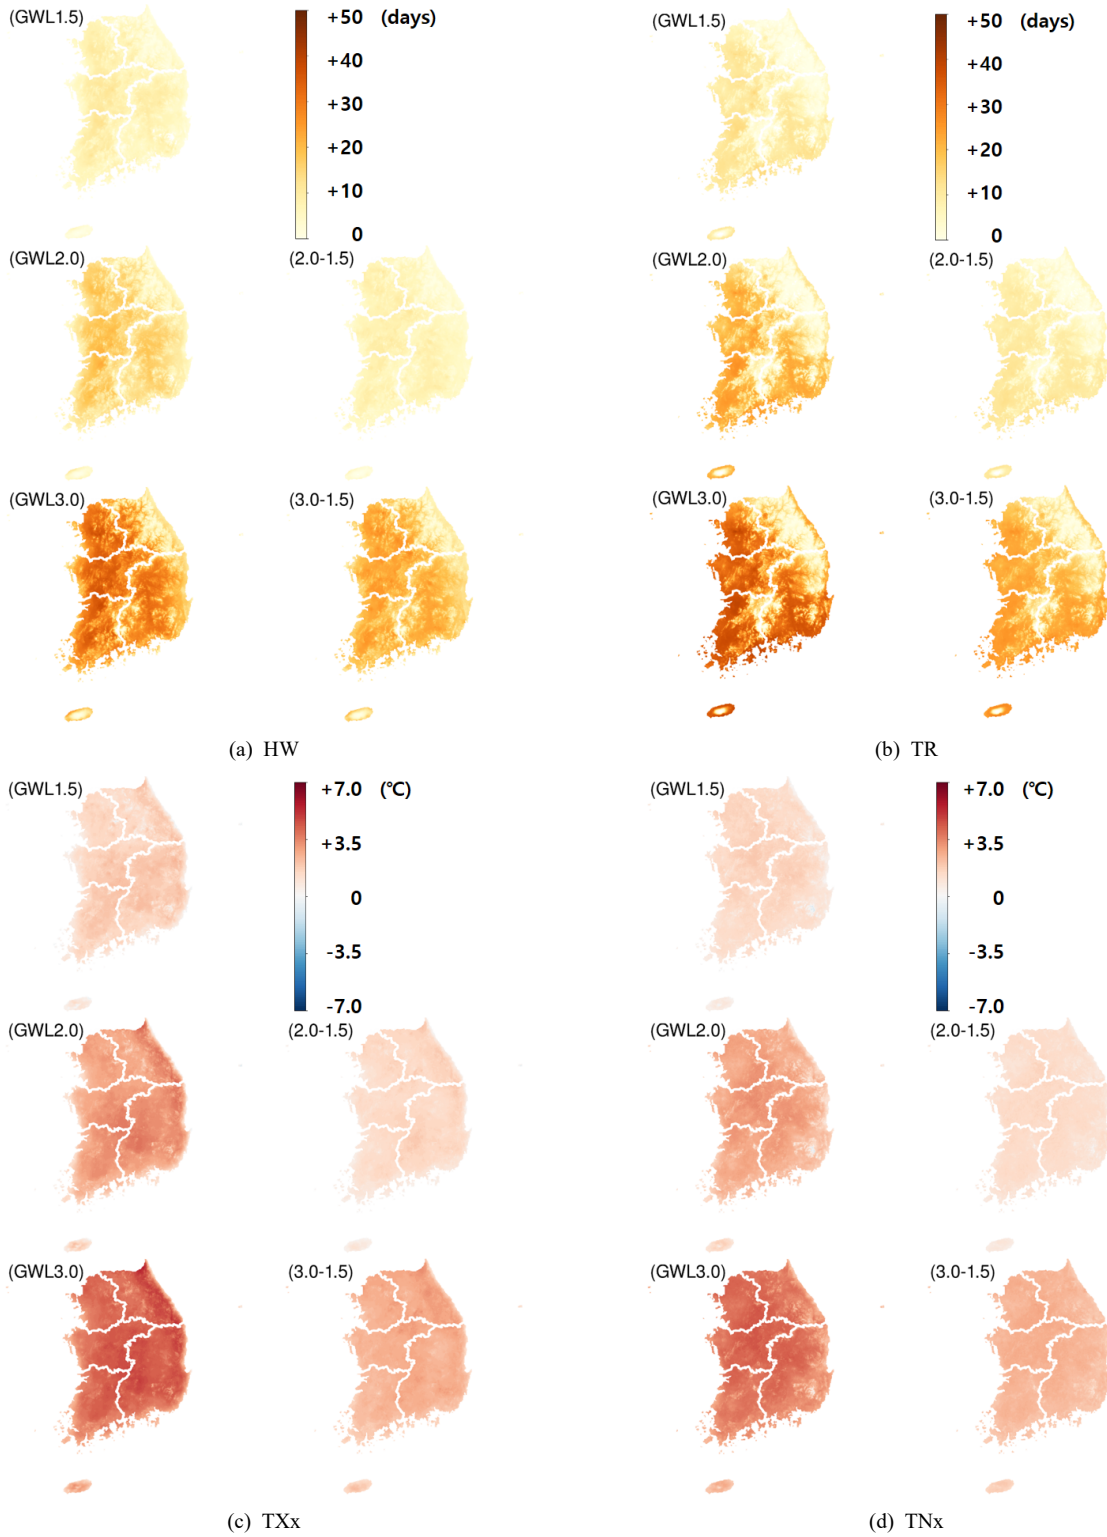 (GWL1.5)
+50 (days)
+40
+30
+20
+10
0
(GWL2.0)
(2.0-1.5)
(GWL3.0)
(3.0-1.5)
(a) HW
(GWL1.5)
+50 (days)
+40
+30
+20
+10
0
(GWL2.0)
(2.0-1.5)
(GWL3.0)
(3.0-1.5)
(b) TR
(GWL1.5)
+7.0 (℃)
+3.5
0
-3.5
-7.0
(GWL2.0)
(2.0-1.5)
(GWL3.0)
(3.0-1.5)
(c) TXx
(GWL1.5)
+7.0 (℃)
+3.5
0
-3.5
-7.0
(GWL2.0)
(2.0-1.5)
(GWL3.0)
(3.0-1.5)
(d) TNx